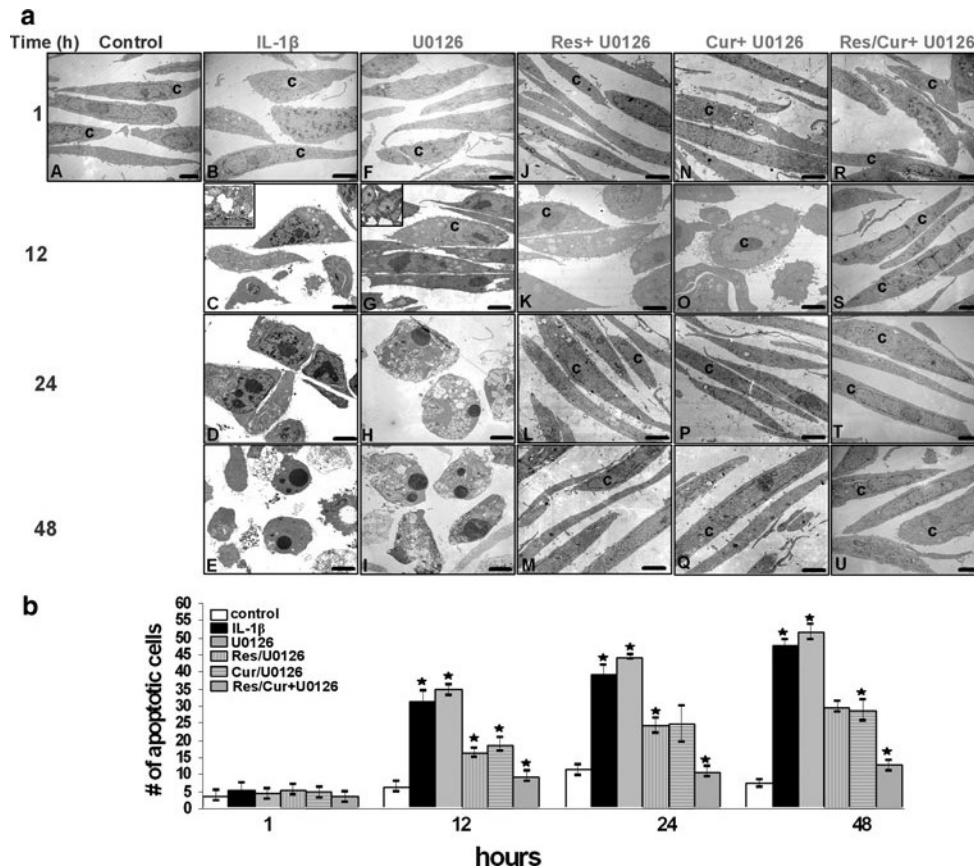 a
Time (h) Control IL-1β U0126 Res+ U0126 Cur+ U0126 Res/Cur+ U0126
1
c c A c c B c F c J c N c c R
12
C c G c K c O c c S
24
D H c L c P c c T
48
E I c M c Q c c U
b
# of apoptotic cells
60
55
50
45
40
35
30
25
20
15
10
5
0
control
IL-1β
U0126
Res/U0126
Cur/U0126
Res/Cur+U0126
1 12 24 48
hours